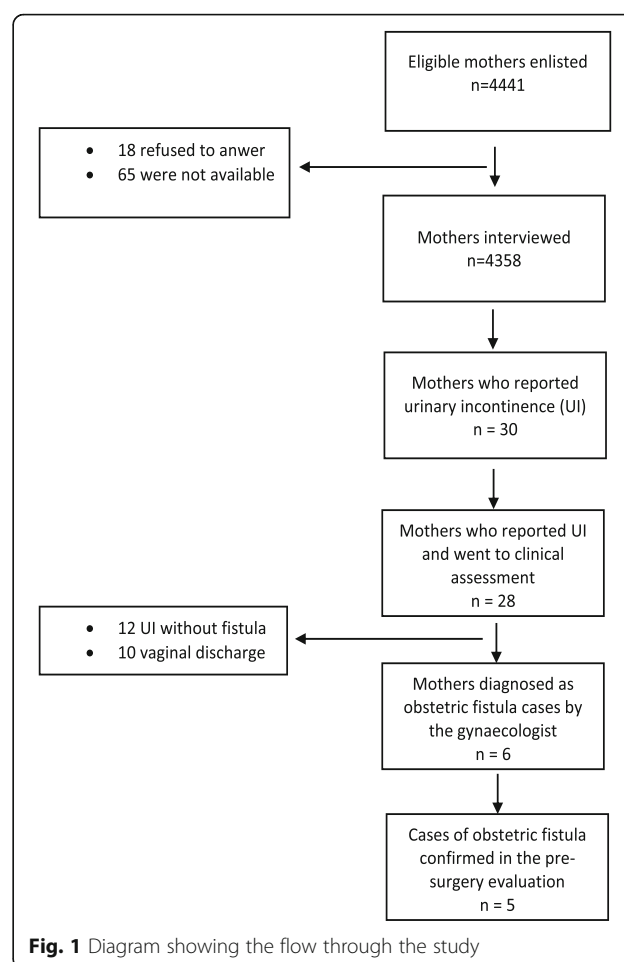 Eligible mothers enlisted
n=4441
• 18 refused to anwer
• 65 were not available
Mothers interviewed
n=4358
Mothers who reported
urinary incontinence (UI)
n = 30
Mothers who reported UI
and went to clinical
assessment
n = 28
• 12 UI without fistula
• 10 vaginal discharge
Mothers diagnosed as
obstetric fistula cases by
the gynaecologist
n = 6
Cases of obstetric fistula
confirmed in the pre-
surgery evaluation
n = 5
Fig. 1 Diagram showing the flow through the study